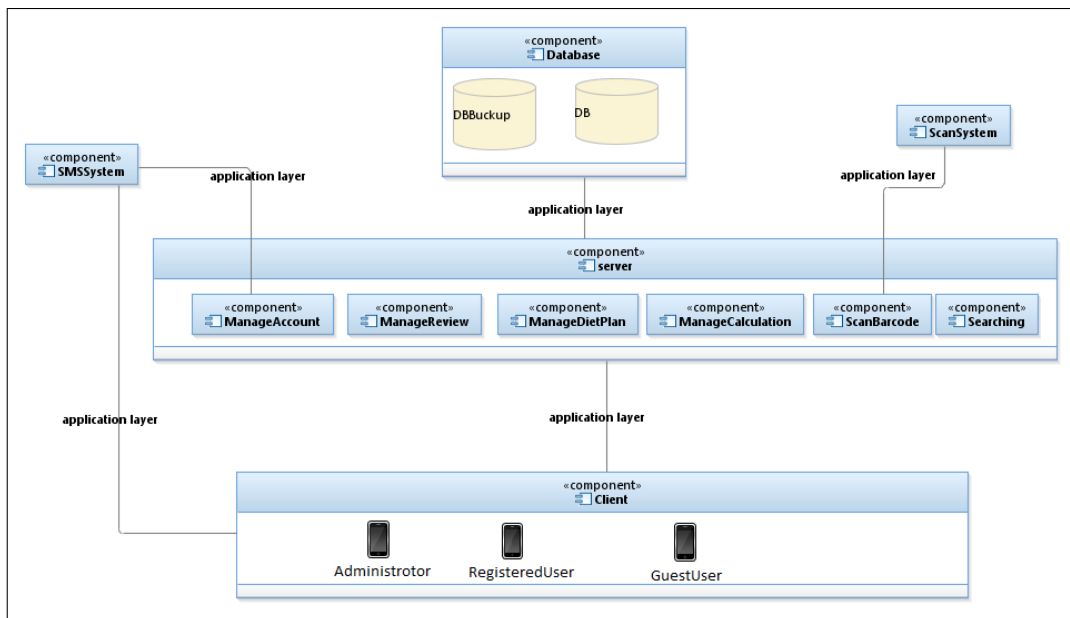 «component»
Database
DBBuckup
DB
«component»
ScanSystem
«component»
SMSSystem
application layer
application layer
application layer
«component»
server
«component»
ManageAccount
«component»
ManageReview
«component»
ManageDietPlan
«component»
ManageCalculation
«component»
ScanBarcode
«component»
Searching
application layer
application layer
«component»
Client
Administrotor
RegisteredUser
GuestUser